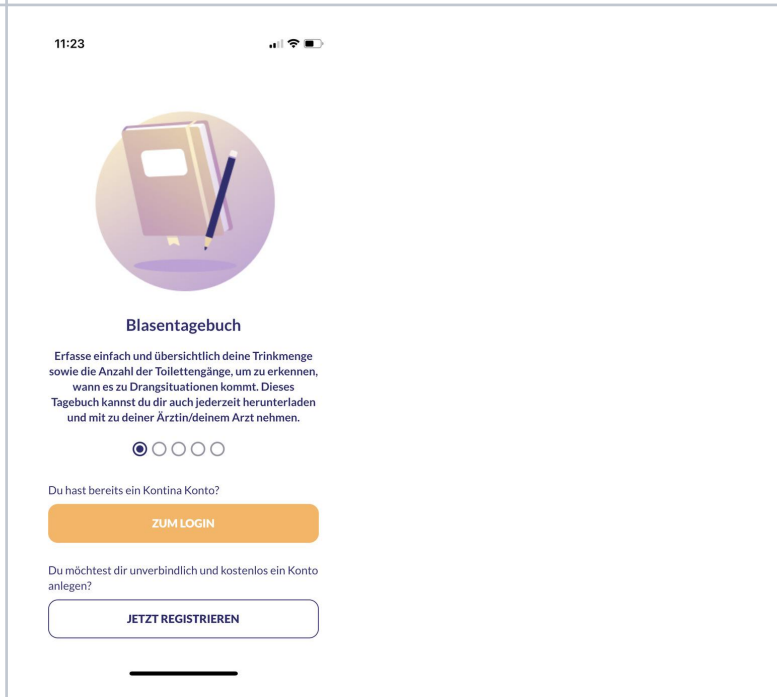 11:23
Blasentagebuch
Erfasse einfach und übersichtlich deine Trinkmenge
sowie die Anzahl der Toilettengänge, um zu erkennen,
wann es zu Drangsituationen kommt. Dieses
Tagebuch kannst du dir auch jederzeit herunterladen
und mit zu deiner Ärztin/deinem Arzt nehmen.
Du hast bereits ein Kontina Konto?
ZUM LOGIN
Du möchtest dir unverbindlich und kostenlos ein Konto
anlegen?
JETZT REGISTRIEREN